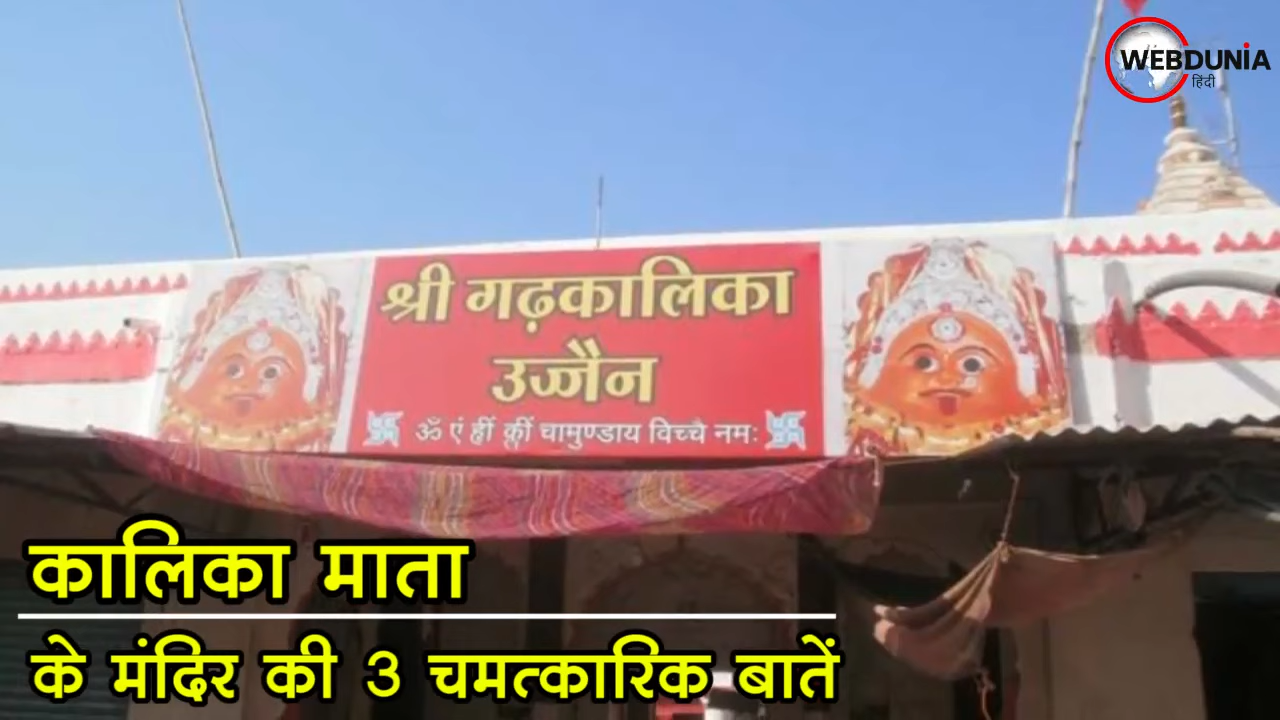 WEBDUNIA
हिंदी
श्री गढ़कालिका
उज्जैन
ॐ एं ह्रीं क्लीं चामुण्डाय विच्चै नमः
कालिका माता
के मंदिर की 3 चमत्कारिक बातें